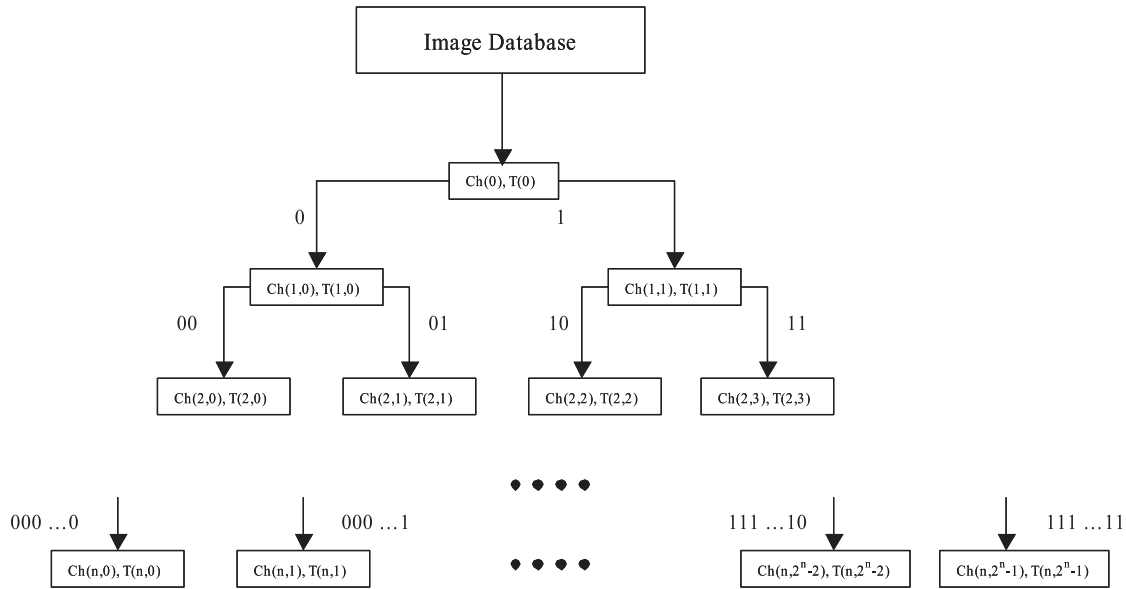 Image Database
Ch(0), T(0)
0
1
Ch(1,0), T(1,0)
Ch(1,1), T(1,1)
00
01
10
11
Ch(2,0), T(2,0)
Ch(2,1), T(2,1)
Ch(2,2), T(2,2)
Ch(2,3), T(2,3)
000 ...0
000 ...1
111 ...10
111 ...11
Ch(n,0), T(n,0)
Ch(n,1), T(n,1)
Ch(n,2ⁿ-2), T(n,2ⁿ-2)
Ch(n,2ⁿ-1), T(n,2ⁿ-1)